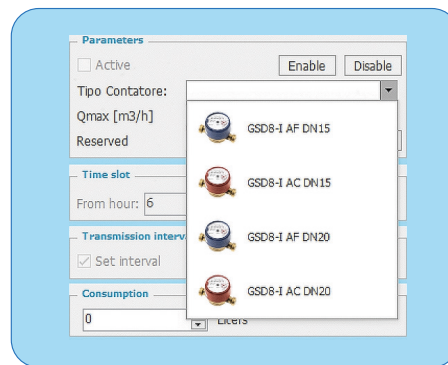 Parameters
Active
Enable
Disable
Tipo Contatore:
Qmax [m3/h]
Reserved
GSD8-I AF DN15
GSD8-I AC DN15
Time slot
From hour: 6
GSD8-I AF DN20
Transmission interv
Set interval
GSD8-I AC DN20
Consumption
0
Liters